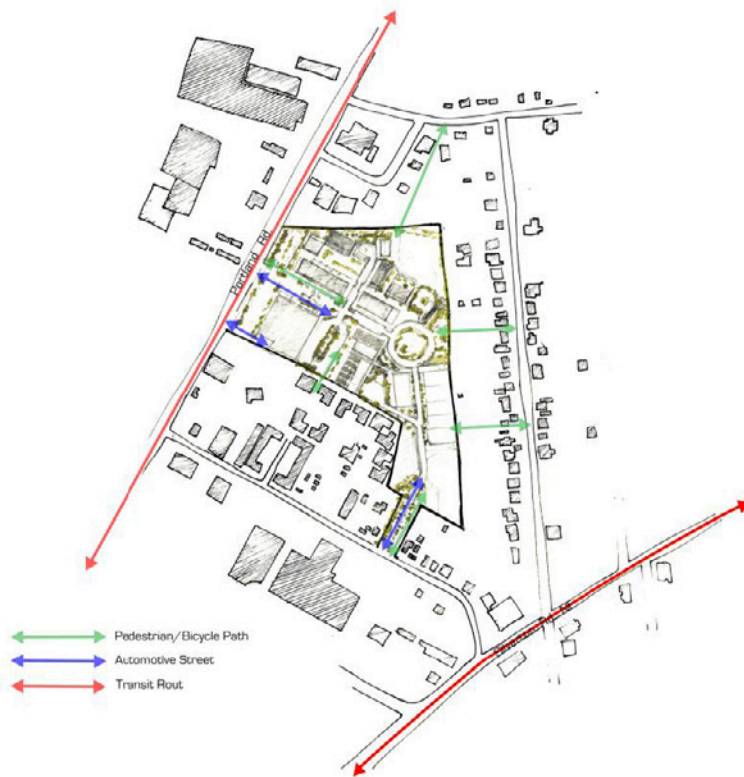 Portland Rd
Pedestrian/Bicycle Path
Automotive Street
Transit Rout